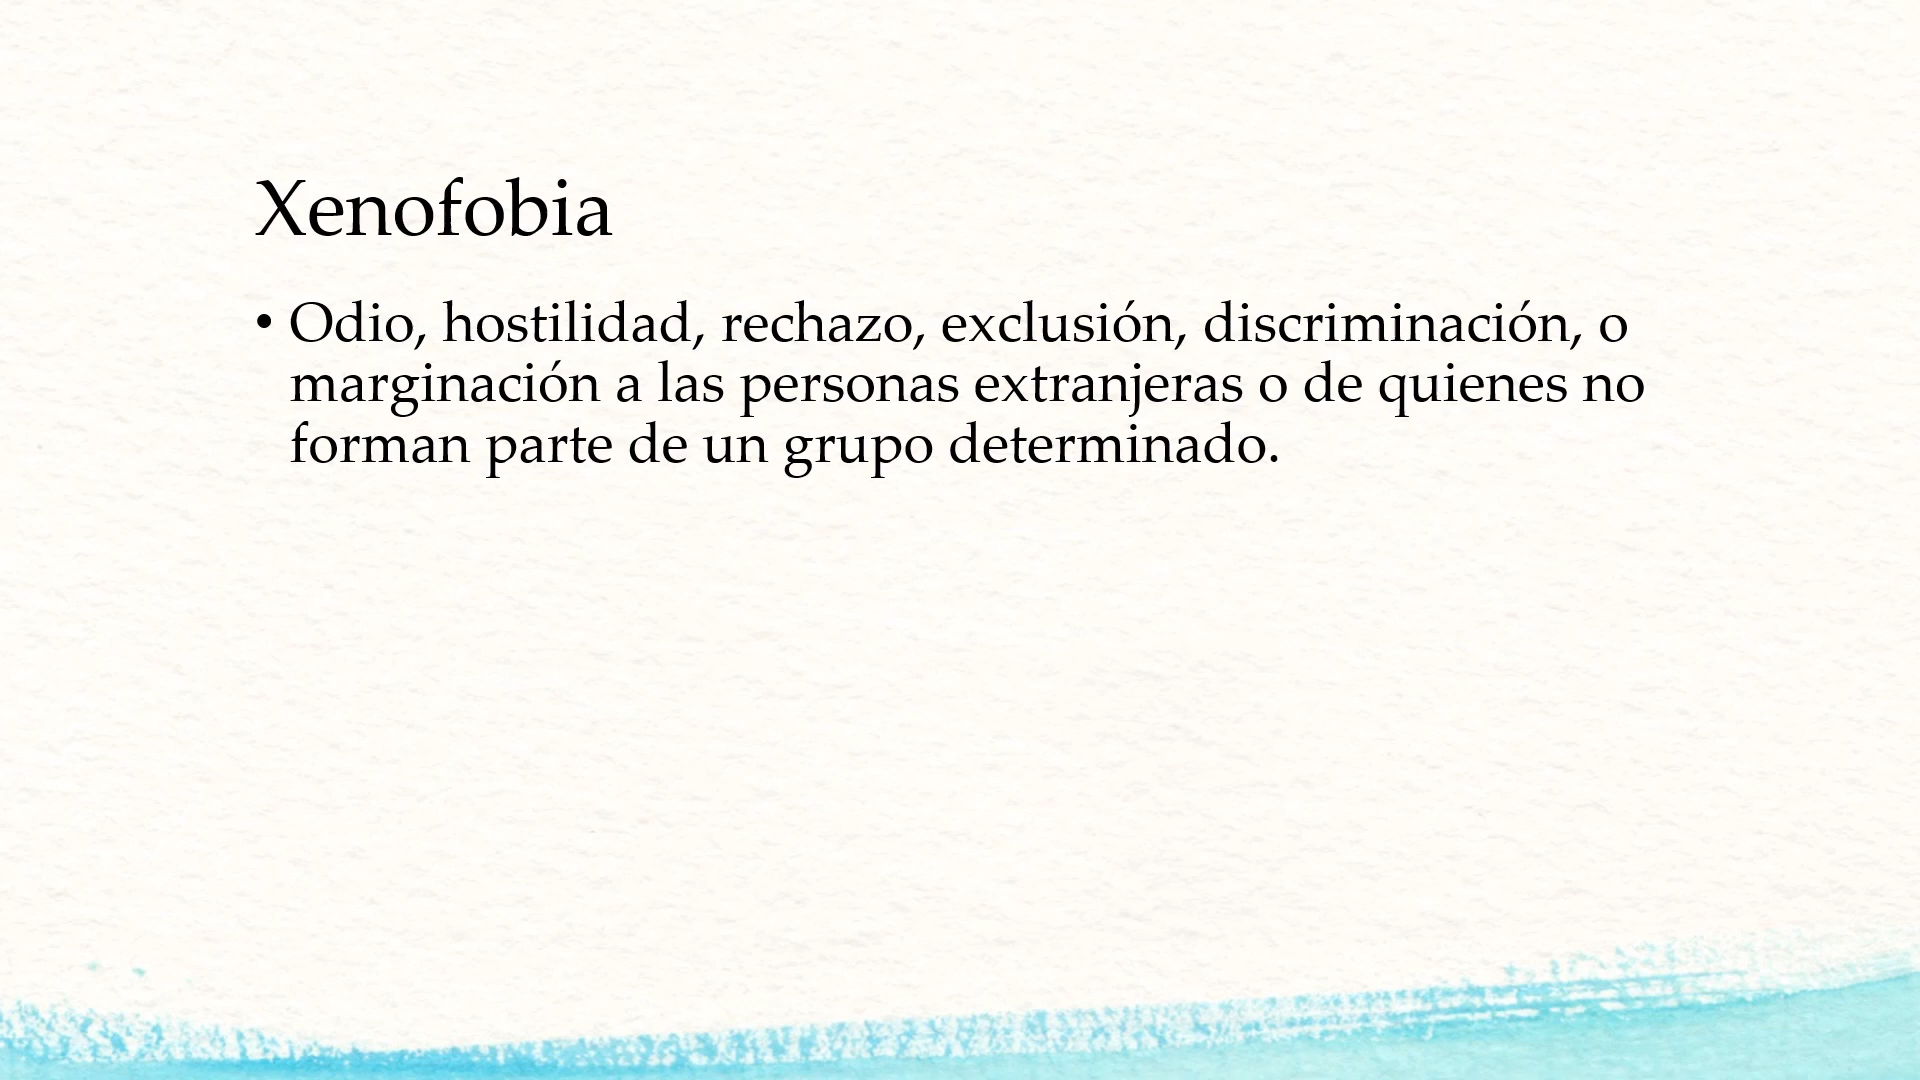 Xenofobia
• Odio, hostilidad, rechazo, exclusión, discriminación, o
marginación a las personas extranjeras o de quienes no
forman parte de un grupo determinado.